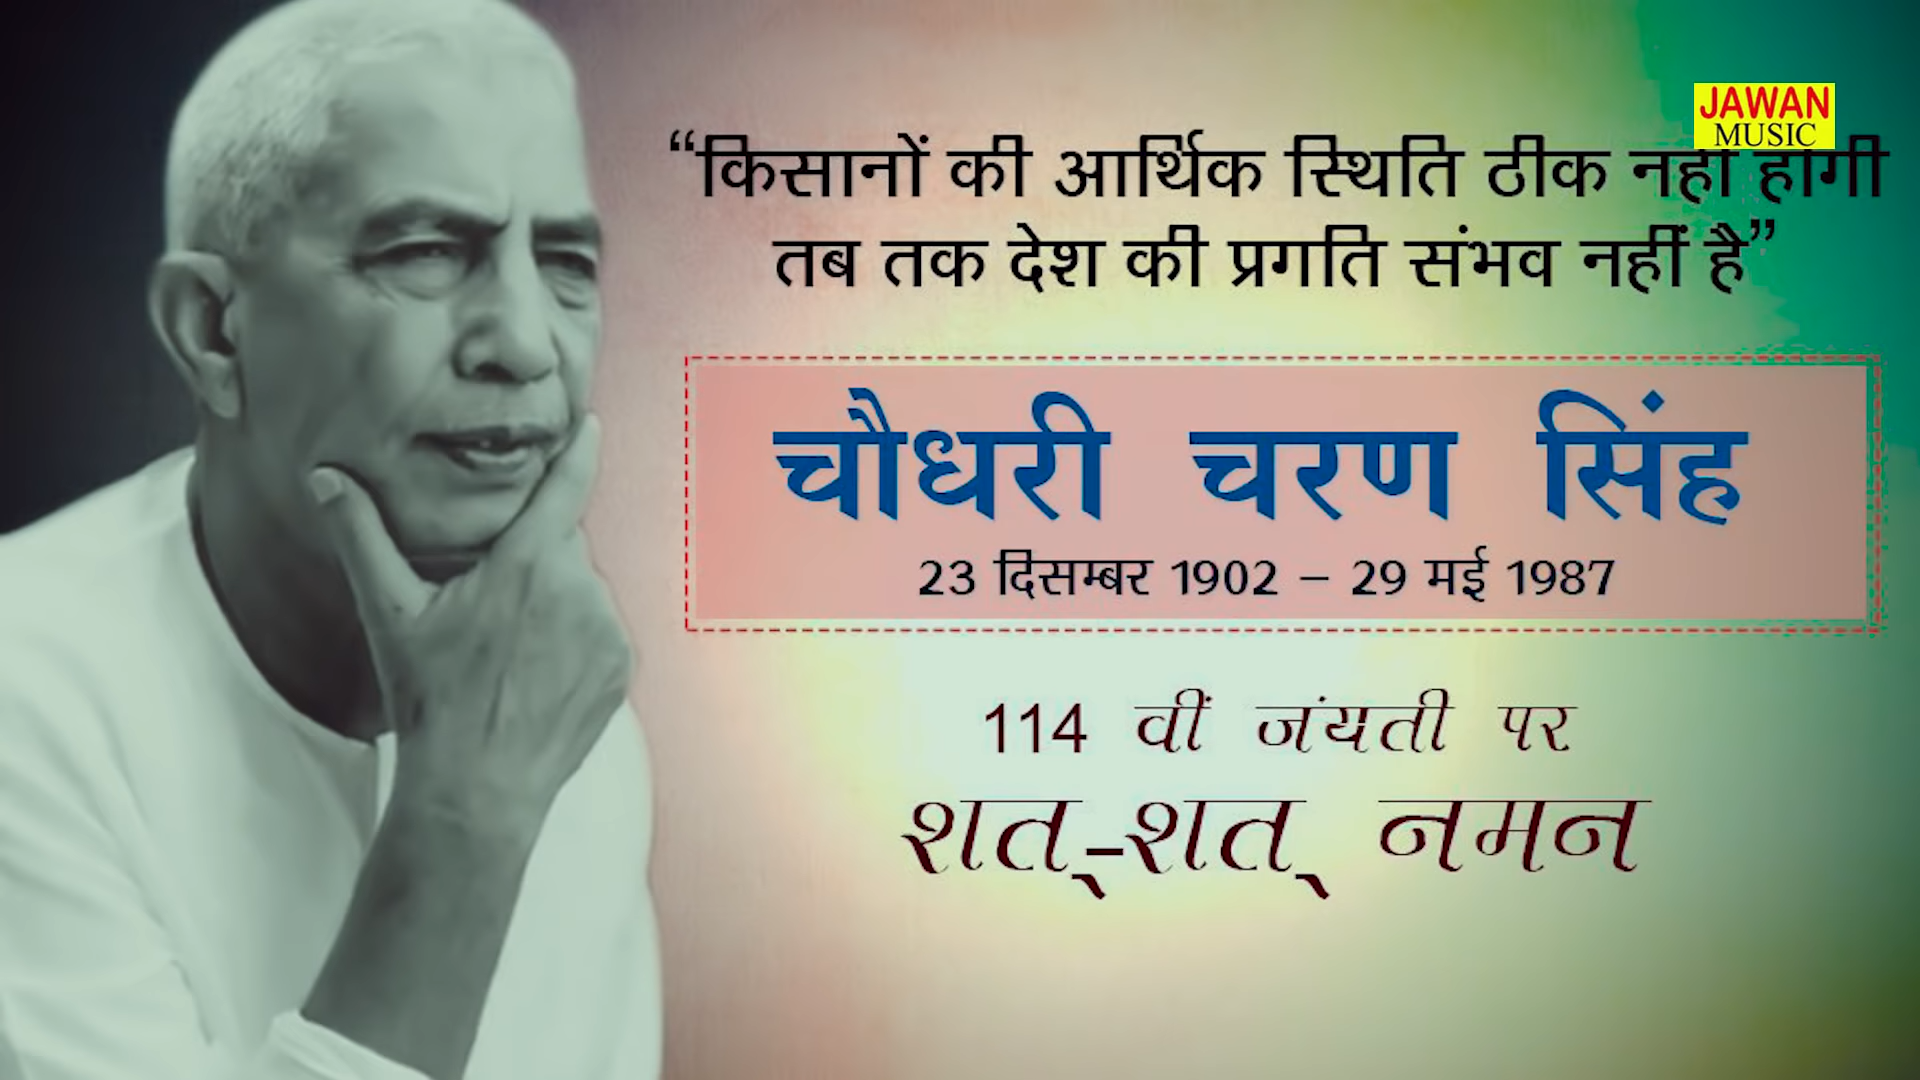 JAWAN
MUSIC
“किसानों की आर्थिक स्थिति ठीक नहीं होगी
तब तक देश की प्रगति संभव नहीं है”
चौधरी चरण सिंह
23 दिसम्बर 1902 – 29 मई 1987
114 वीं जंयती पर
शत्-शत् नमन